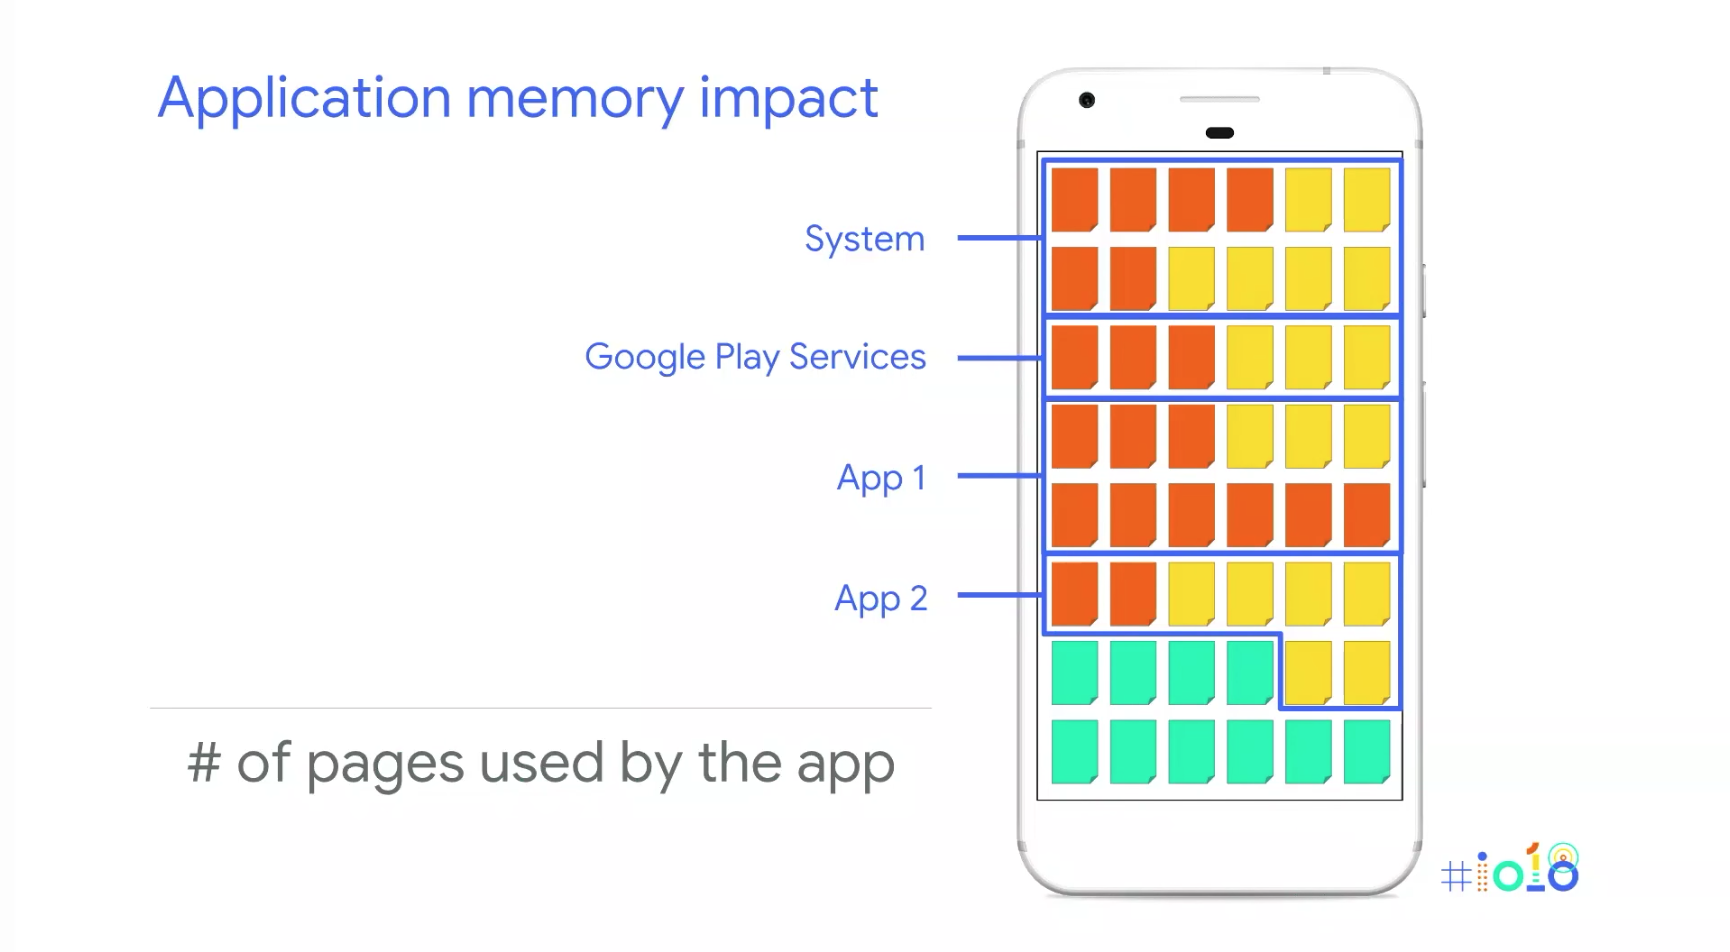 Application memory impact
System
Google Play Services
App 1
App 2
# of pages used by the app
#io18